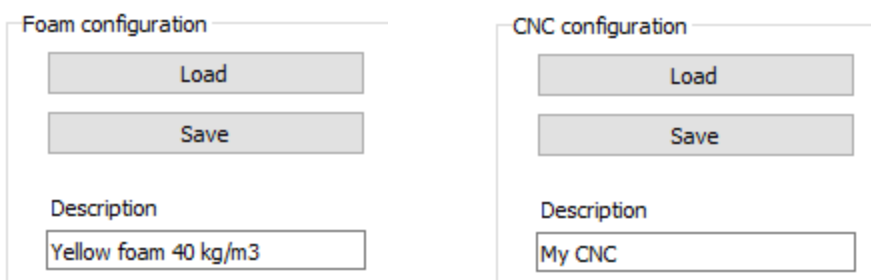 Foam configuration
Load
Save
Description
Yellow foam 40 kg/m3
CNC configuration
Load
Save
Description
My CNC